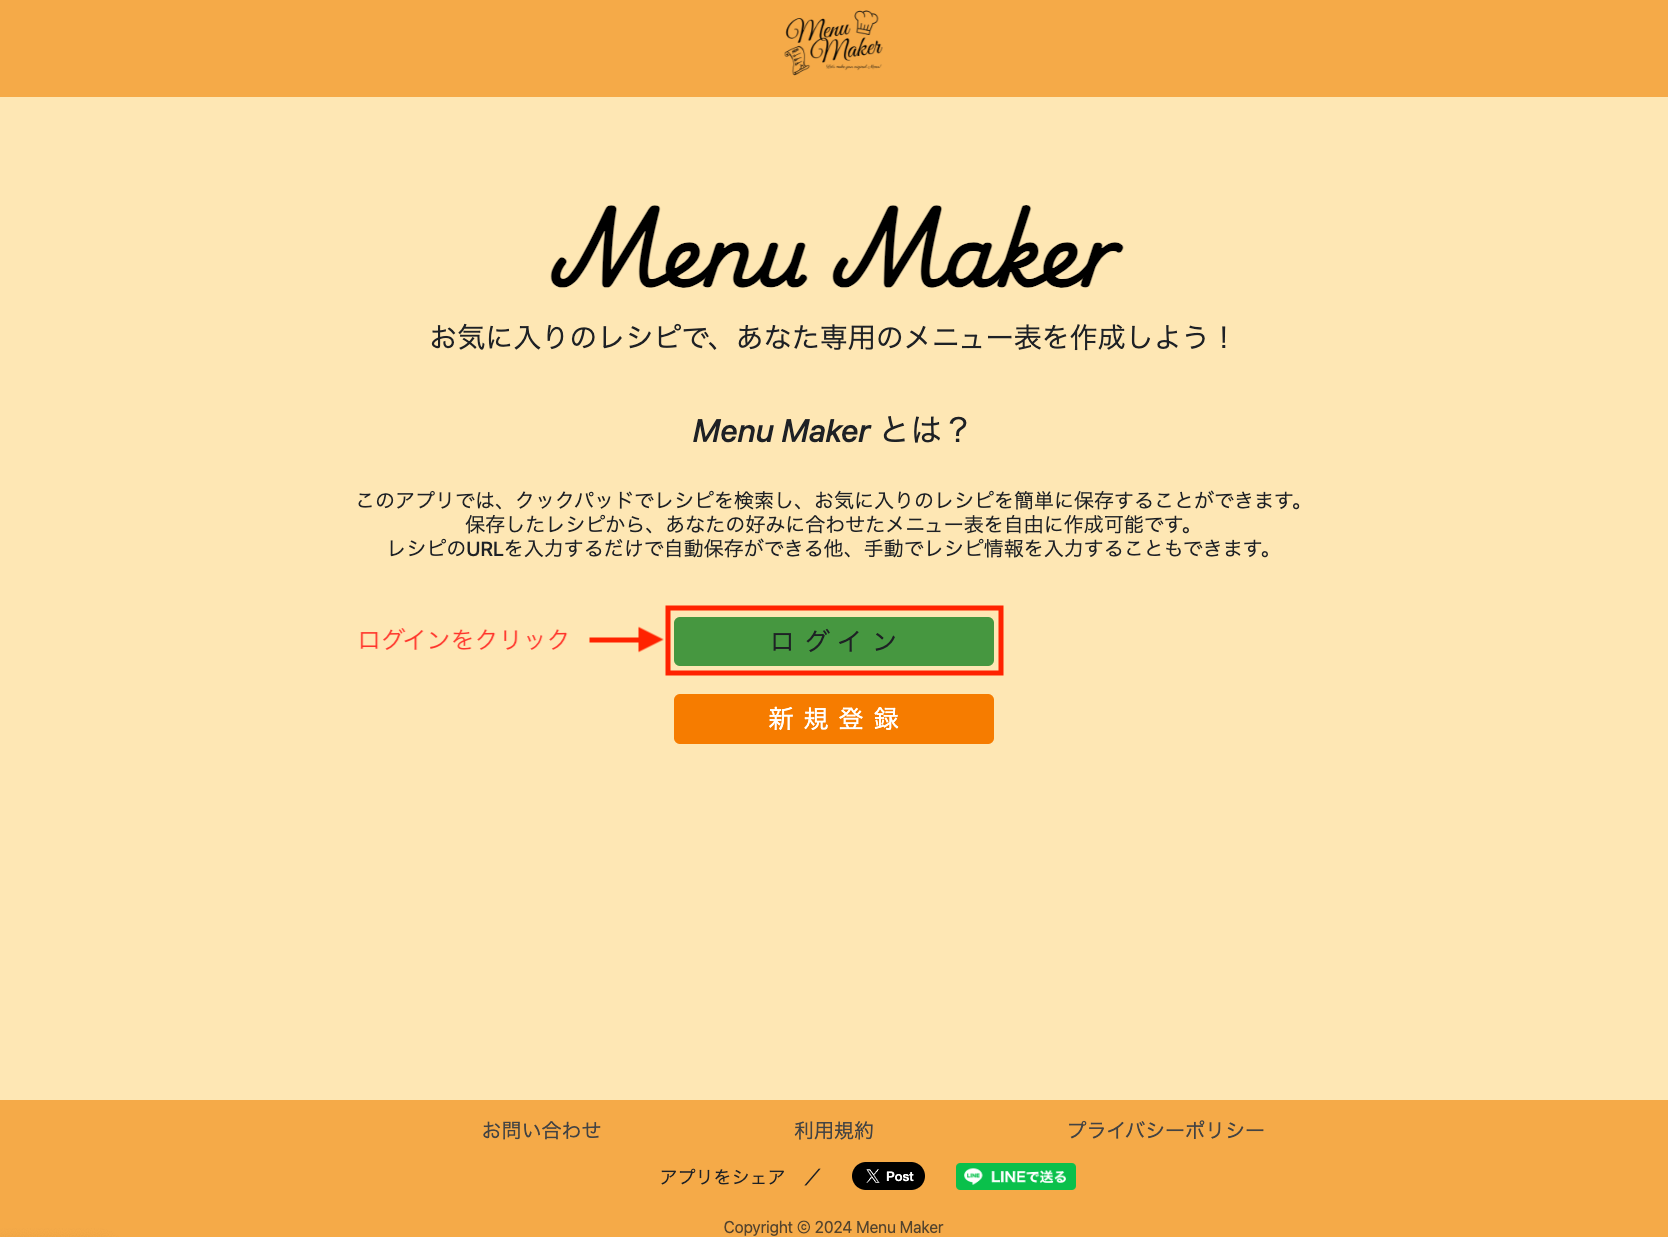 Menu
Maker
Menu Maker
お気に入りのレシピで、あなた専用のメニュー表を作成しよう！
Menu Maker とは？
このアプリでは、クックパッドでレシピを検索し、お気に入りのレシピを簡単に保存することができます。
保存したレシピから、あなたの好みに合わせたメニュー表を自由に作成可能です。
レシピのURLを入力するだけで自動保存ができる他、手動でレシピ情報を入力することもできます。
ログインをクリック
ログイン
新規登録
お問い合わせ 利用規約 プライバシーポリシー
アプリをシェア ／ X Post LINE LINEで送る
Copyright © 2024 Menu Maker